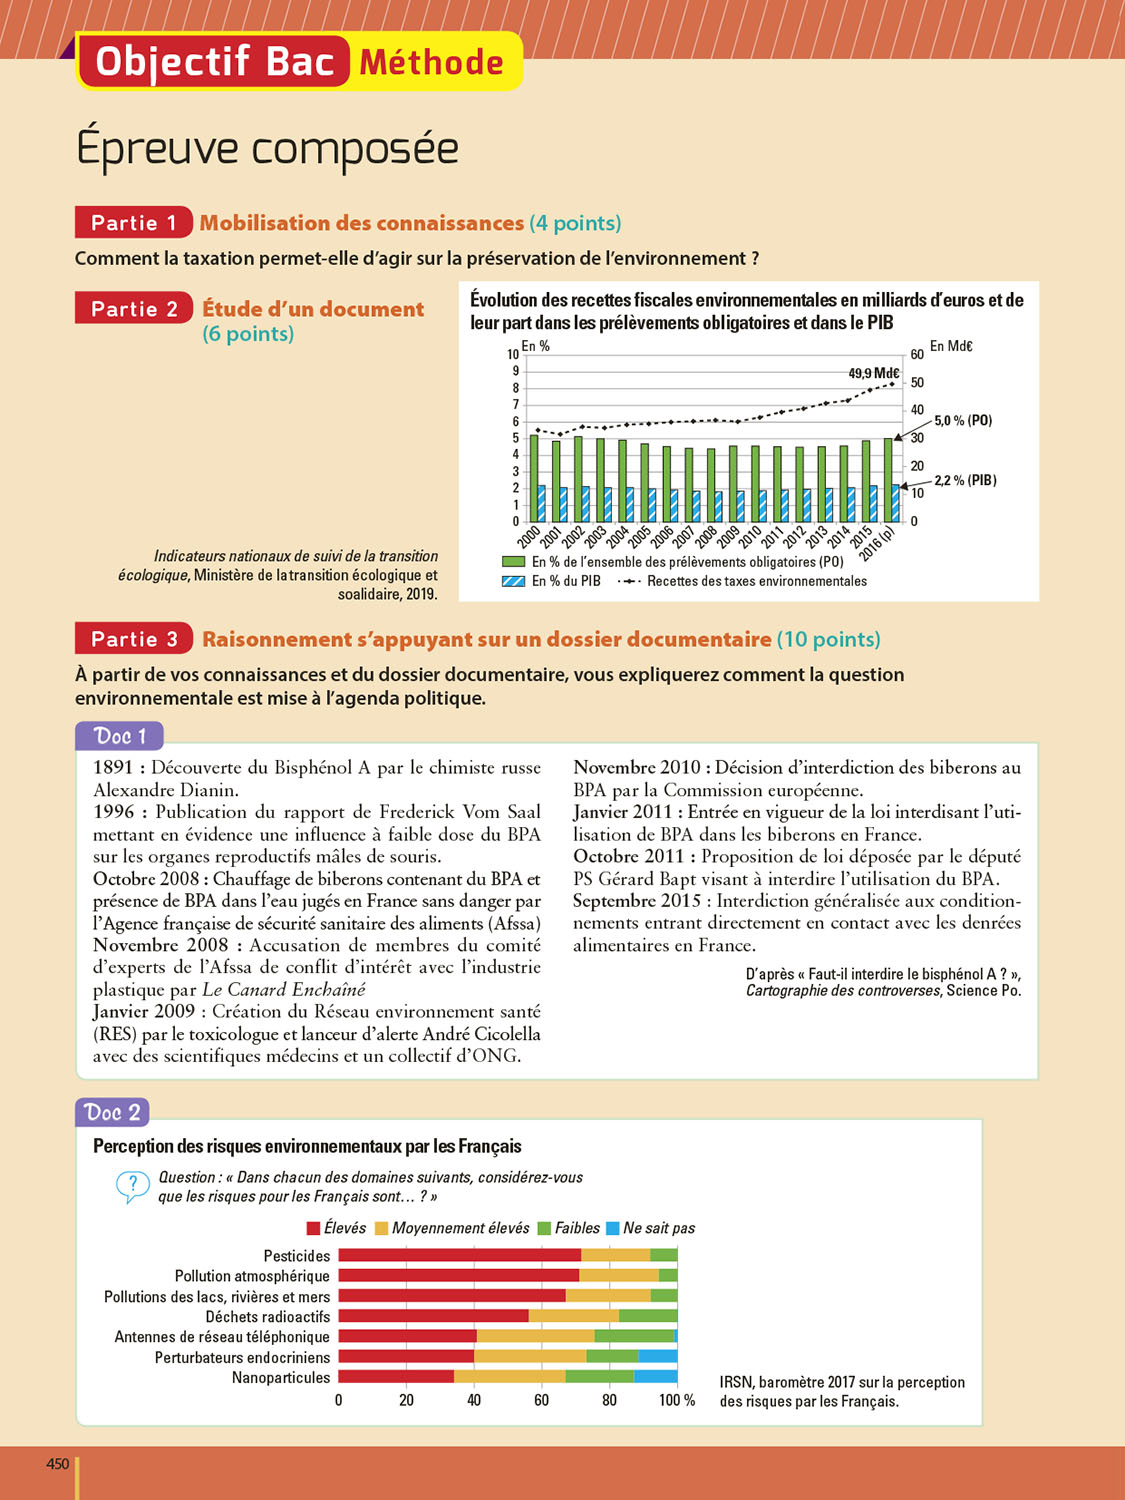 Objectif Bac Méthode
Épreuve composée
Partie 1 Mobilisation des connaissances (4 points)
Comment la taxation permet-elle d’agir sur la préservation de l’environnement ?
Partie 2 Étude d’un document
(6 points)
Indicateurs nationaux de suivi de la transition
écologique, Ministère de la transition écologique et
soalidaire, 2019.
Évolution des recettes fiscales environnementales en milliards d’euros et de
leur part dans les prélèvements obligatoires et dans le PIB
En %
En Md€
10
9
8
7
6
5
4
3
2
1
0
60
50
40
30
20
10
0
49,9 Md€
5,0 % (PO)
2,2 % (PIB)
2000
2001
2002
2003
2004
2005
2006
2007
2008
2009
2010
2011
2012
2013
2014
2015
2016 (p)
En % de l’ensemble des prélèvements obligatoires (PO)
En % du PIB Recettes des taxes environnementales
Partie 3 Raisonnement s’appuyant sur un dossier documentaire (10 points)
À partir de vos connaissances et du dossier documentaire, vous expliquerez comment la question
environnementale est mise à l’agenda politique.
Doc 1
1891 : Découverte du Bisphénol A par le chimiste russe
Alexandre Dianin.
1996 : Publication du rapport de Frederick Vom Saal
mettant en évidence une influence à faible dose du BPA
sur les organes reproductifs mâles de souris.
Octobre 2008 : Chauffage de biberons contenant du BPA et
présence de BPA dans l’eau jugés en France sans danger par
l’Agence française de sécurité sanitaire des aliments (Afssa)
Novembre 2008 : Accusation de membres du comité
d’experts de l’Afssa de conflit d’intérêt avec l’industrie
plastique par Le Canard Enchaîné
Janvier 2009 : Création du Réseau environnement santé
(RES) par le toxicologue et lanceur d’alerte André Cicolella
avec des scientifiques médecins et un collectif d’ONG.
Novembre 2010 : Décision d’interdiction des biberons au
BPA par la Commission européenne.
Janvier 2011 : Entrée en vigueur de la loi interdisant l’uti-
lisation de BPA dans les biberons en France.
Octobre 2011 : Proposition de loi déposée par le député
PS Gérard Bapt visant à interdire l’utilisation du BPA.
Septembre 2015 : Interdiction généralisée aux condition-
nements entrant directement en contact avec les denrées
alimentaires en France.
D’après « Faut-il interdire le bisphénol A ? »,
Cartographie des controverses, Science Po.
Doc 2
Perception des risques environnementaux par les Français
?
Question : « Dans chacun des domaines suivants, considérez-vous
que les risques pour les Français sont… ? »
Élevés Moyennement élevés Faibles Ne sait pas
Pesticides
Pollution atmosphérique
Pollutions des lacs, rivières et mers
Déchets radioactifs
Antennes de réseau téléphonique
Perturbateurs endocriniens
Nanoparticules
0 20 40 60 80 100 %
IRSN, baromètre 2017 sur la perception
des risques par les Français.
450